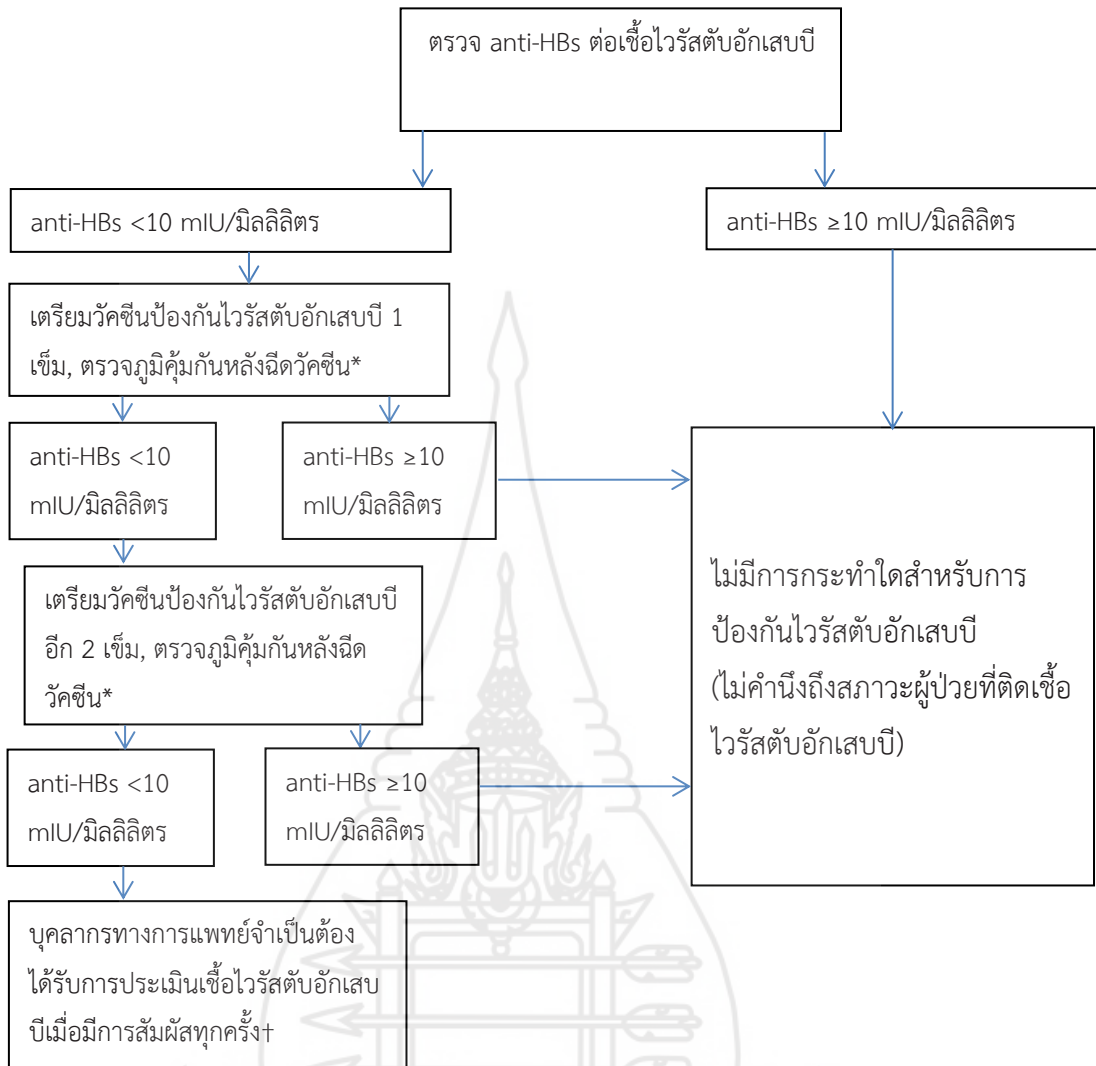 ตรวจ anti-HBs ต่อเชื้อไวรัสตับอักเสบบี
anti-HBs <10 mIU/มิลลิลิตร
anti-HBs ≥10 mIU/มิลลิลิตร
เตรียมวัคซีนป้องกันไวรัสตับอักเสบบี 1
เข็ม, ตรวจภูมิคุ้มกันหลังฉีดวัคซีน*
anti-HBs <10
mIU/มิลลิลิตร
anti-HBs ≥10
mIU/มิลลิลิตร
เตรียมวัคซีนป้องกันไวรัสตับอักเสบบี
อีก 2 เข็ม, ตรวจภูมิคุ้มกันหลังฉีด
วัคซีน*
anti-HBs <10
mIU/มิลลิลิตร
anti-HBs ≥10
mIU/มิลลิลิตร
ไม่มีการกระทำใดสำหรับการ
ป้องกันไวรัสตับอักเสบบี
(ไม่คำนึงถึงสภาวะผู้ป่วยที่ติดเชื้อ
ไวรัสตับอักเสบบี)
บุคลากรทางการแพทย์จำเป็นต้อง
ได้รับการประเมินเชื้อไวรัสตับอักเสบ
บีเมื่อมีการสัมผัสทุกครั้ง†